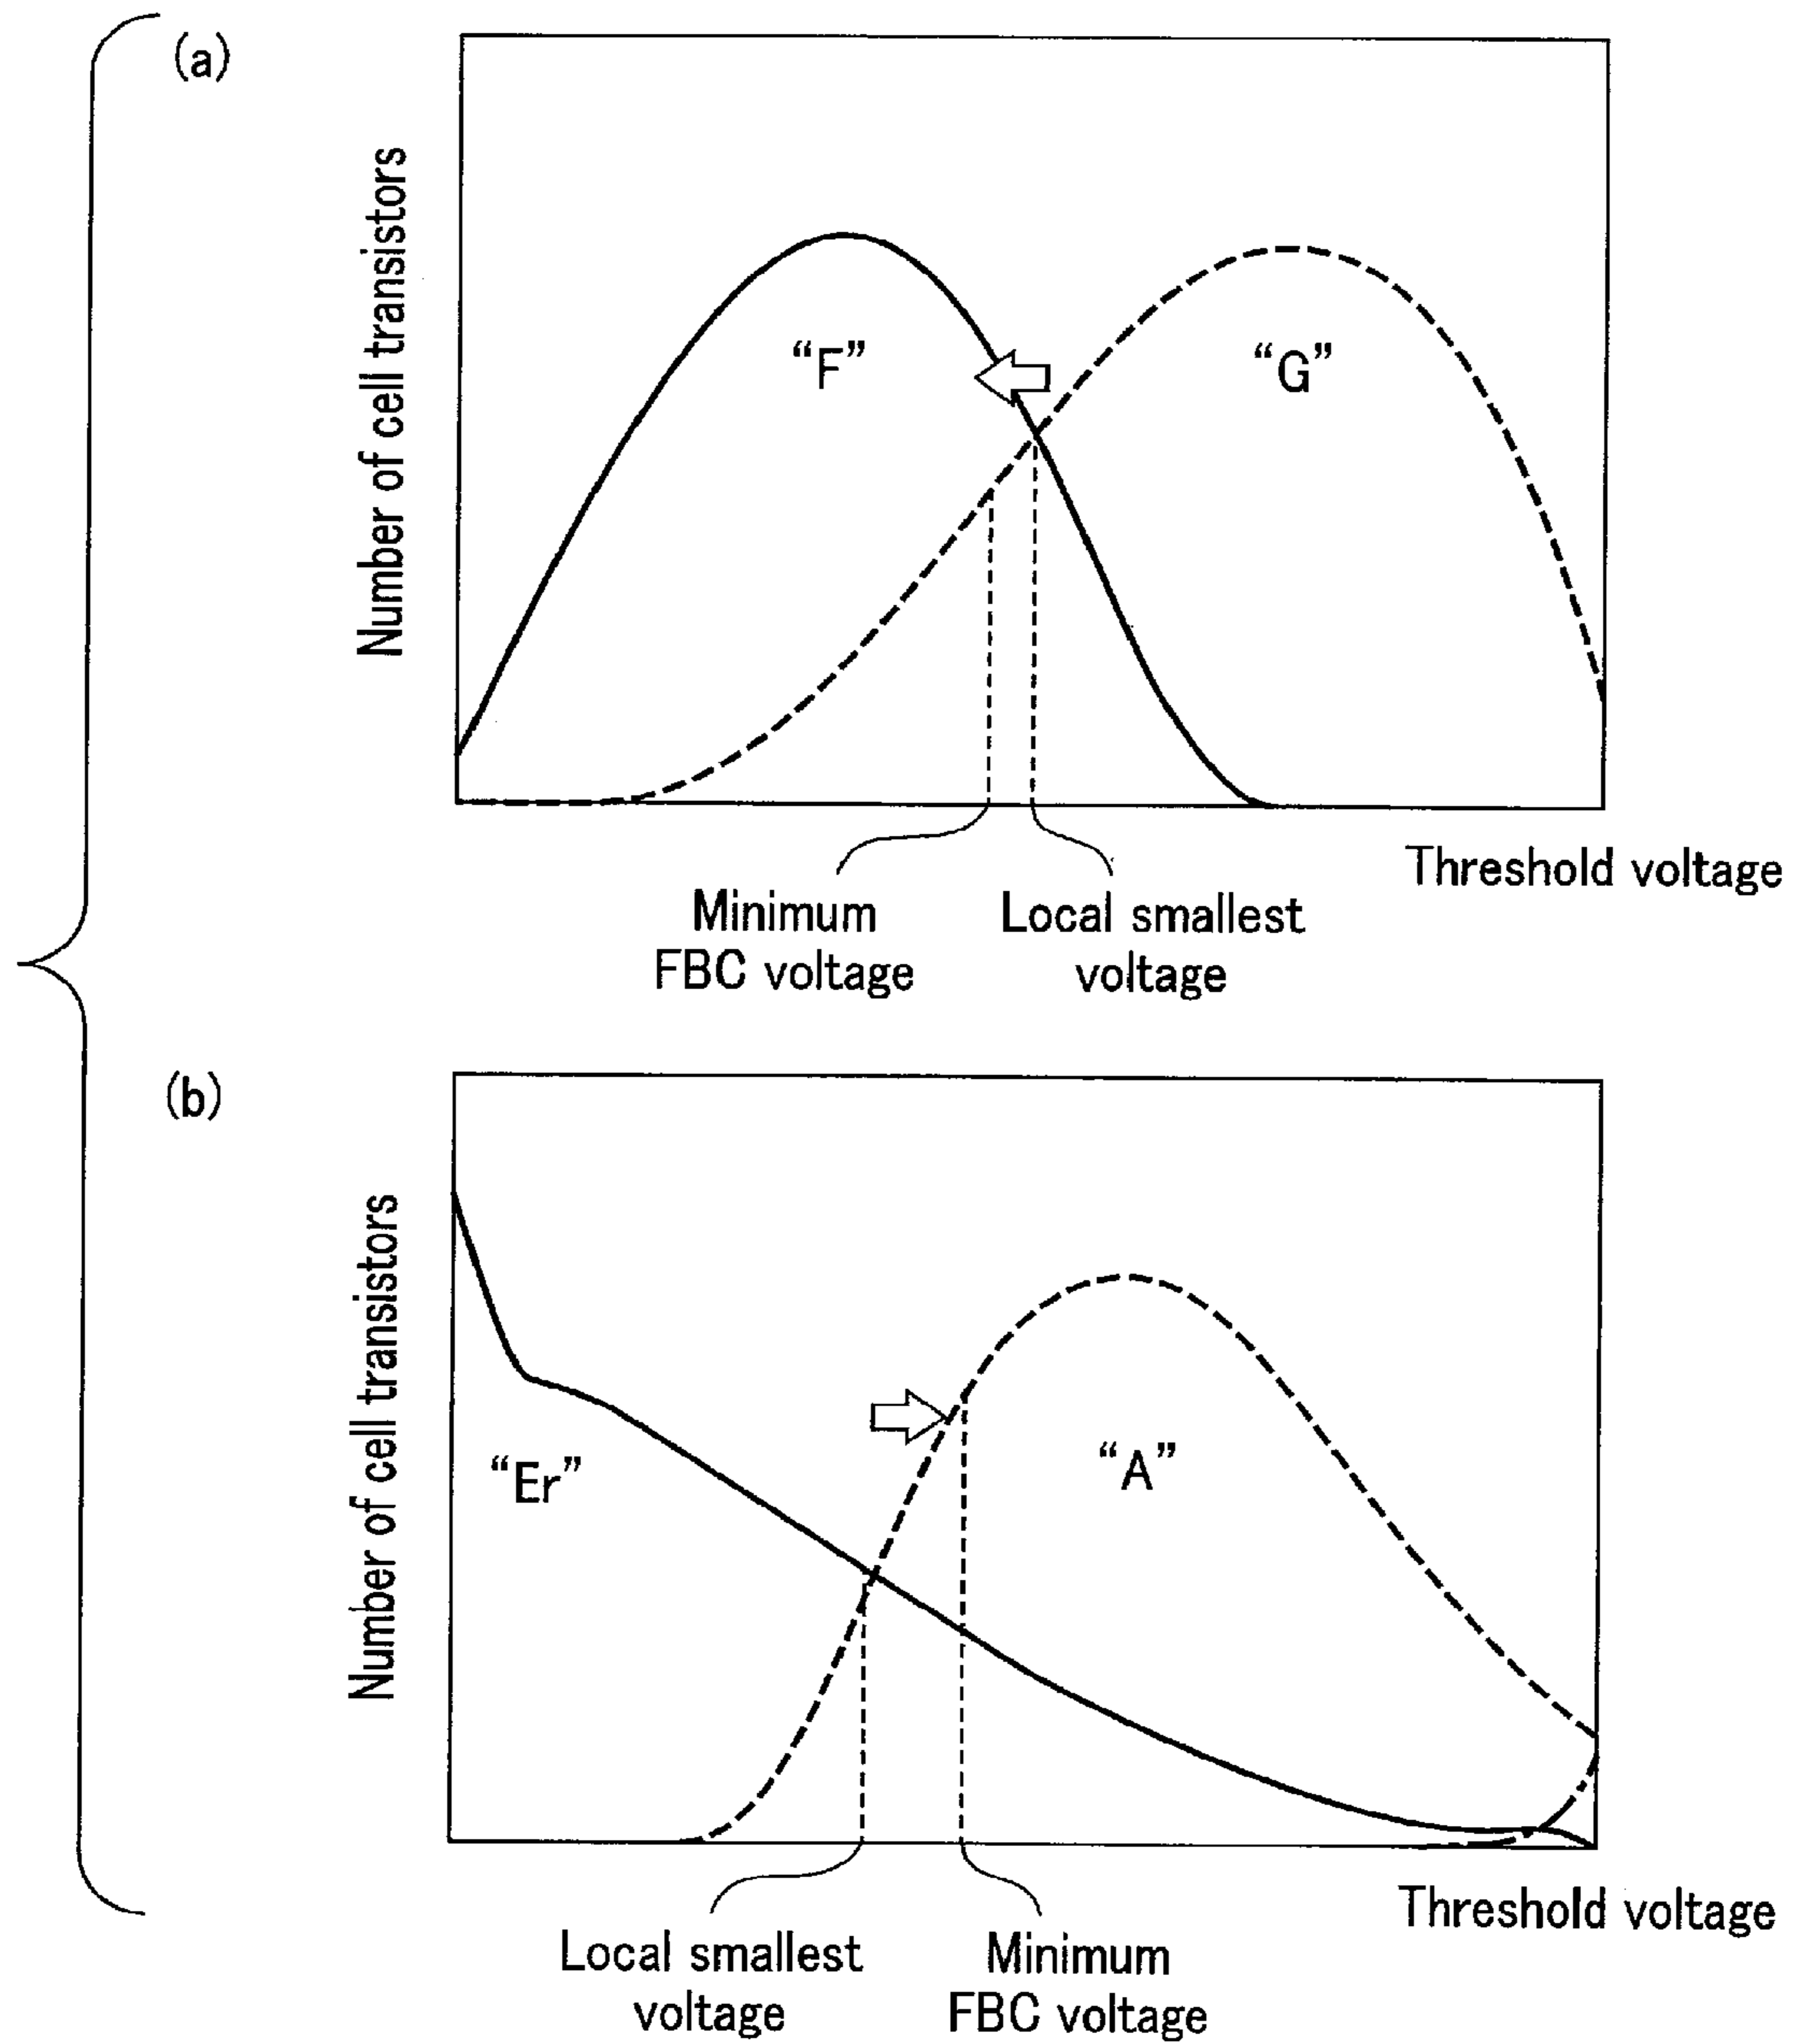 (a)
Number of cell transistors
“F”
“G”
Threshold voltage
Minimum
FBC voltage
Local smallest
voltage
(b)
Number of cell transistors
“Er”
“A”
Threshold voltage
Local smallest
voltage
Minimum
FBC voltage